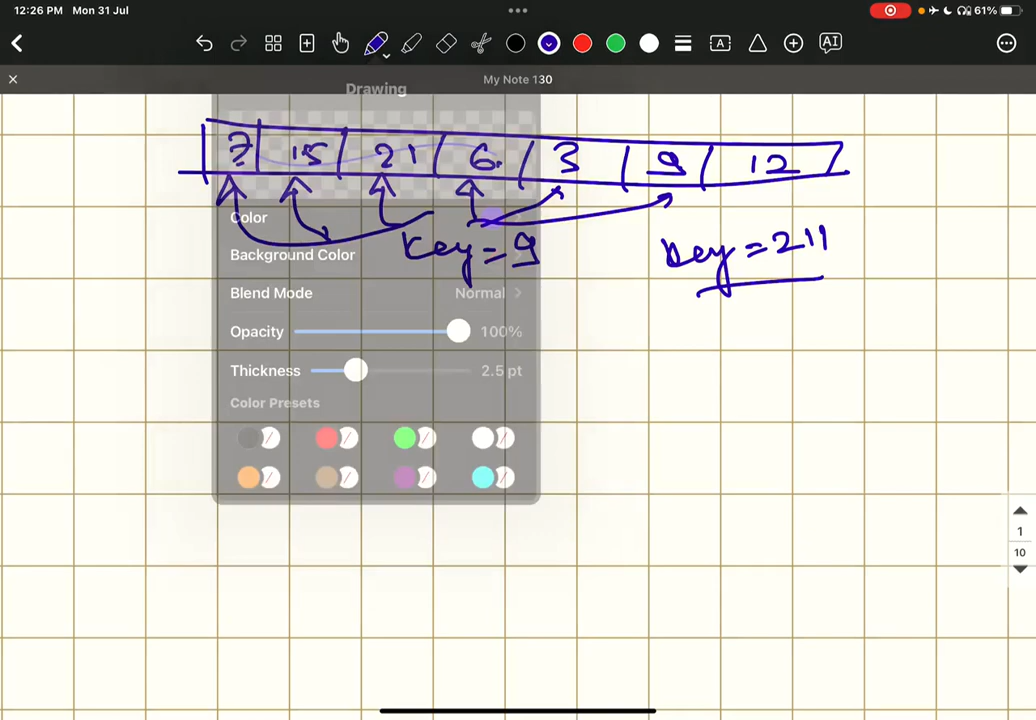 12:26 PM Mon 31 Jul
61%
A
AI
My Note 130
Drawing
? 15 21 6 3 9 12
Color
Key = 9
Key = 211
Background Color
Blend Mode Normal
Opacity 100%
Thickness 2.5 pt
Color Presets
1
10